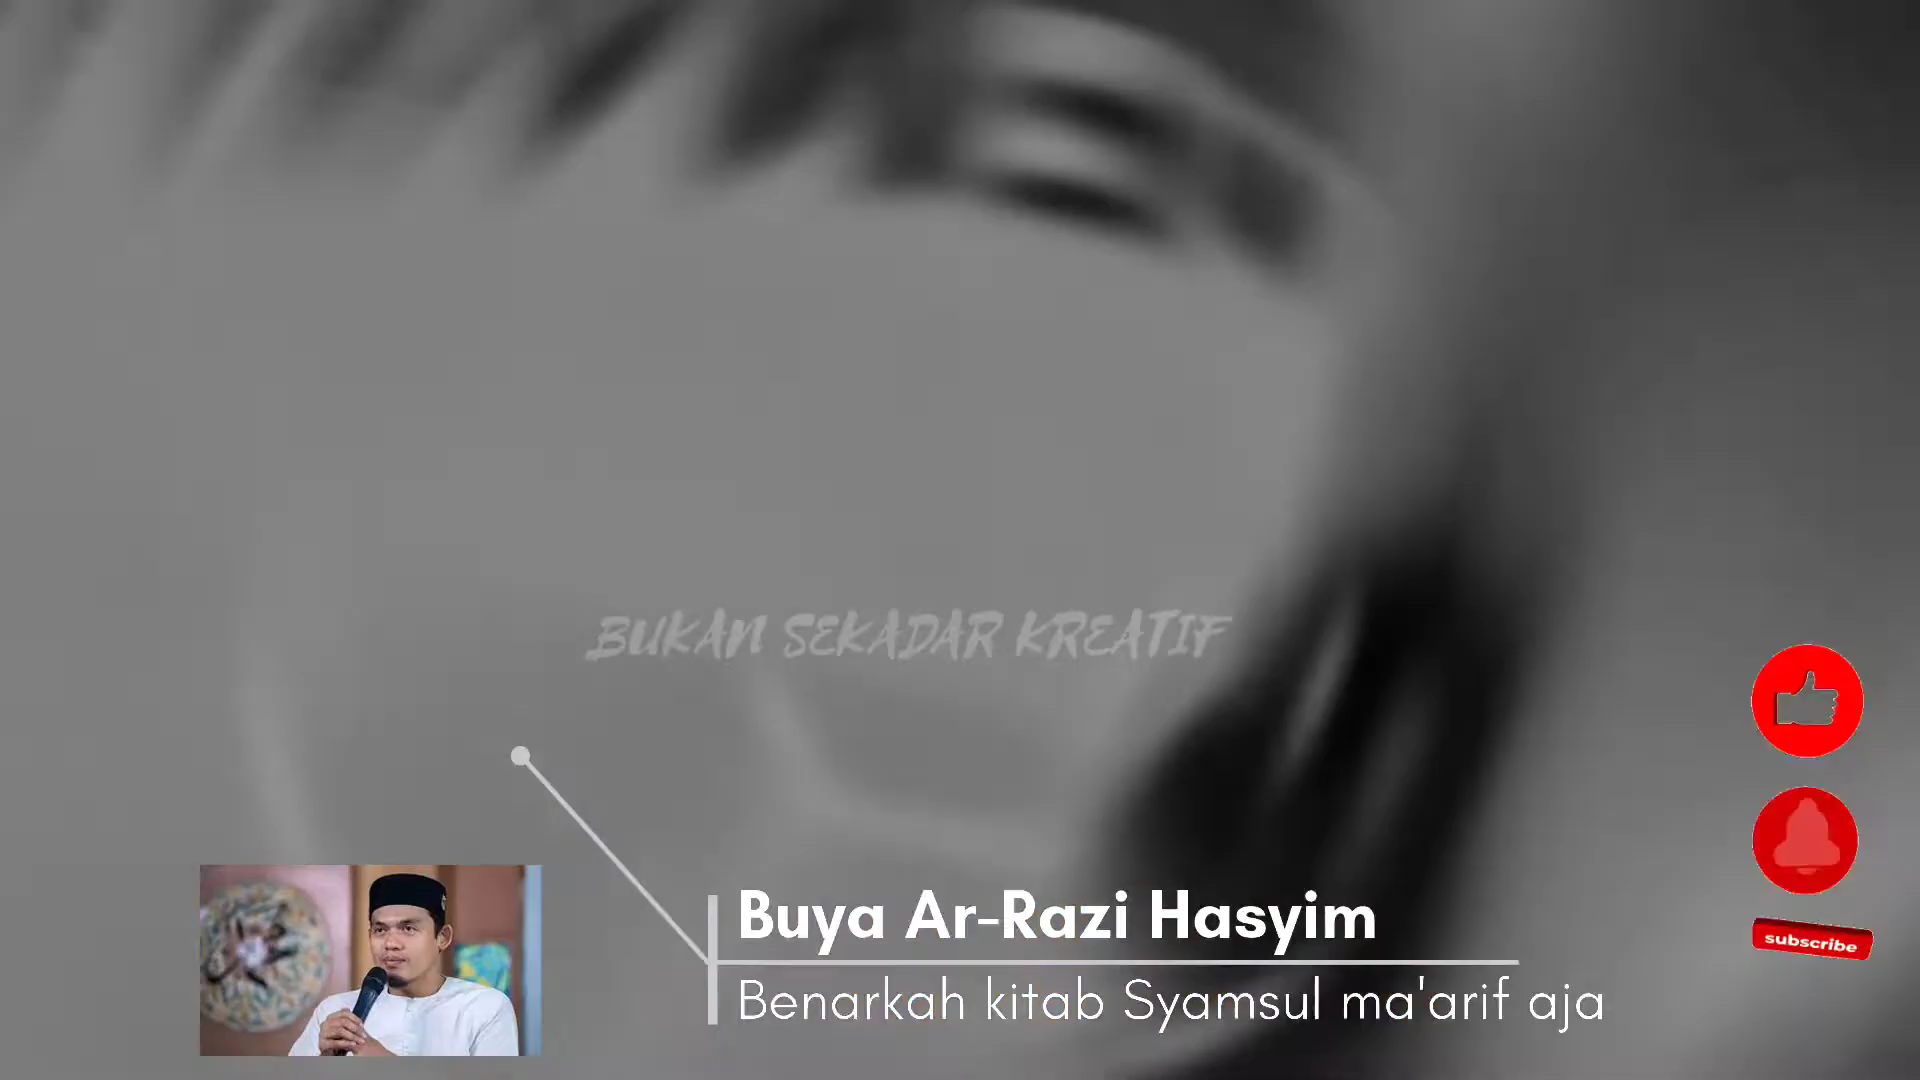 BUKAN SEKADAR KREATIF
Buya Ar-Razi Hasyim
Benarkah kitab Syamsul ma'arif aja
subscribe